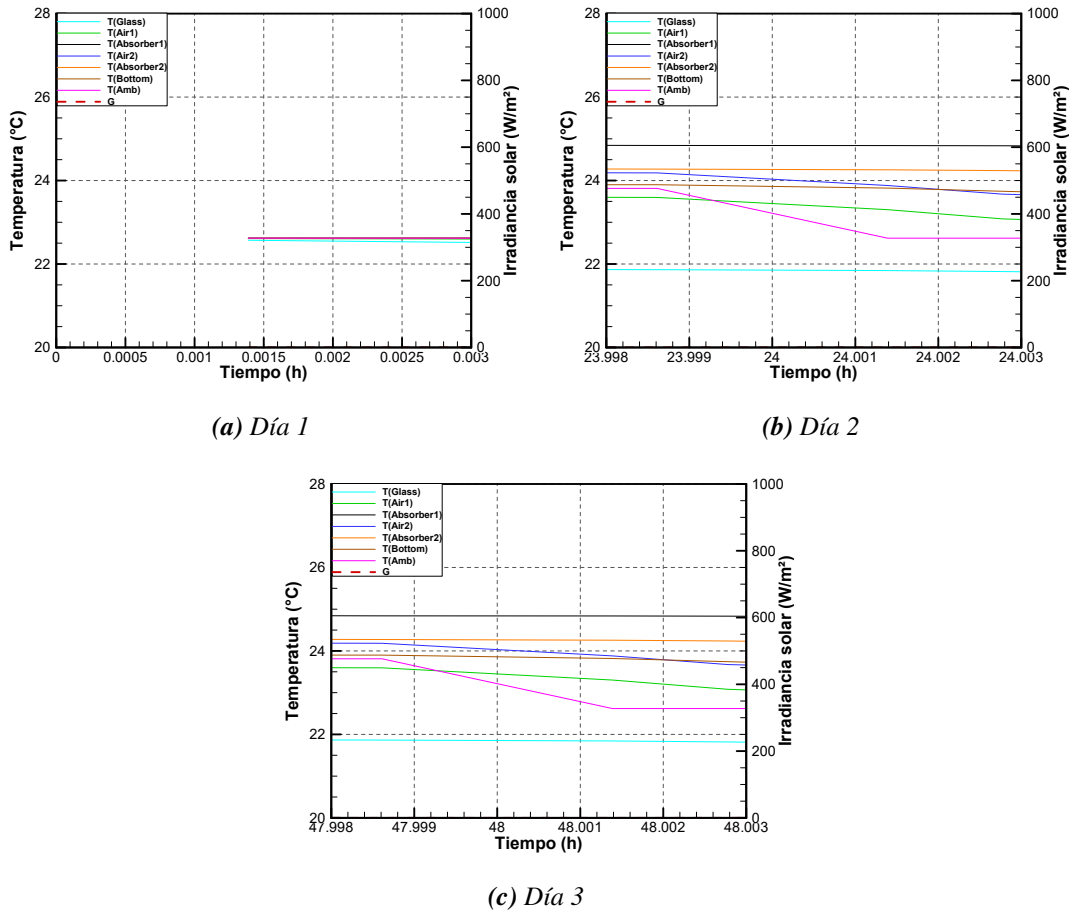 28
26
24
22
20
Temperatura (°C)
T(Glass)
T(Air1)
T(Absorber1)
T(Air2)
T(Absorber2)
T(Bottom)
T(Amb)
G
1000
800
600
400
200
0
Irradiancia solar (W/m²)
0 0.0005 0.001 0.0015 0.002 0.0025 0.003
Tiempo (h)
(a) Día 1
28
26
24
22
20
Temperatura (°C)
T(Glass)
T(Air1)
T(Absorber1)
T(Air2)
T(Absorber2)
T(Bottom)
T(Amb)
G
1000
800
600
400
200
0
Irradiancia solar (W/m²)
23.998 23.999 24 24.001 24.002 24.003
Tiempo (h)
(b) Día 2
28
26
24
22
20
Temperatura (°C)
T(Glass)
T(Air1)
T(Absorber1)
T(Air2)
T(Absorber2)
T(Bottom)
T(Amb)
G
1000
800
600
400
200
0
Irradiancia solar (W/m²)
47.998 47.999 48 48.001 48.002 48.003
Tiempo (h)
(c) Día 3